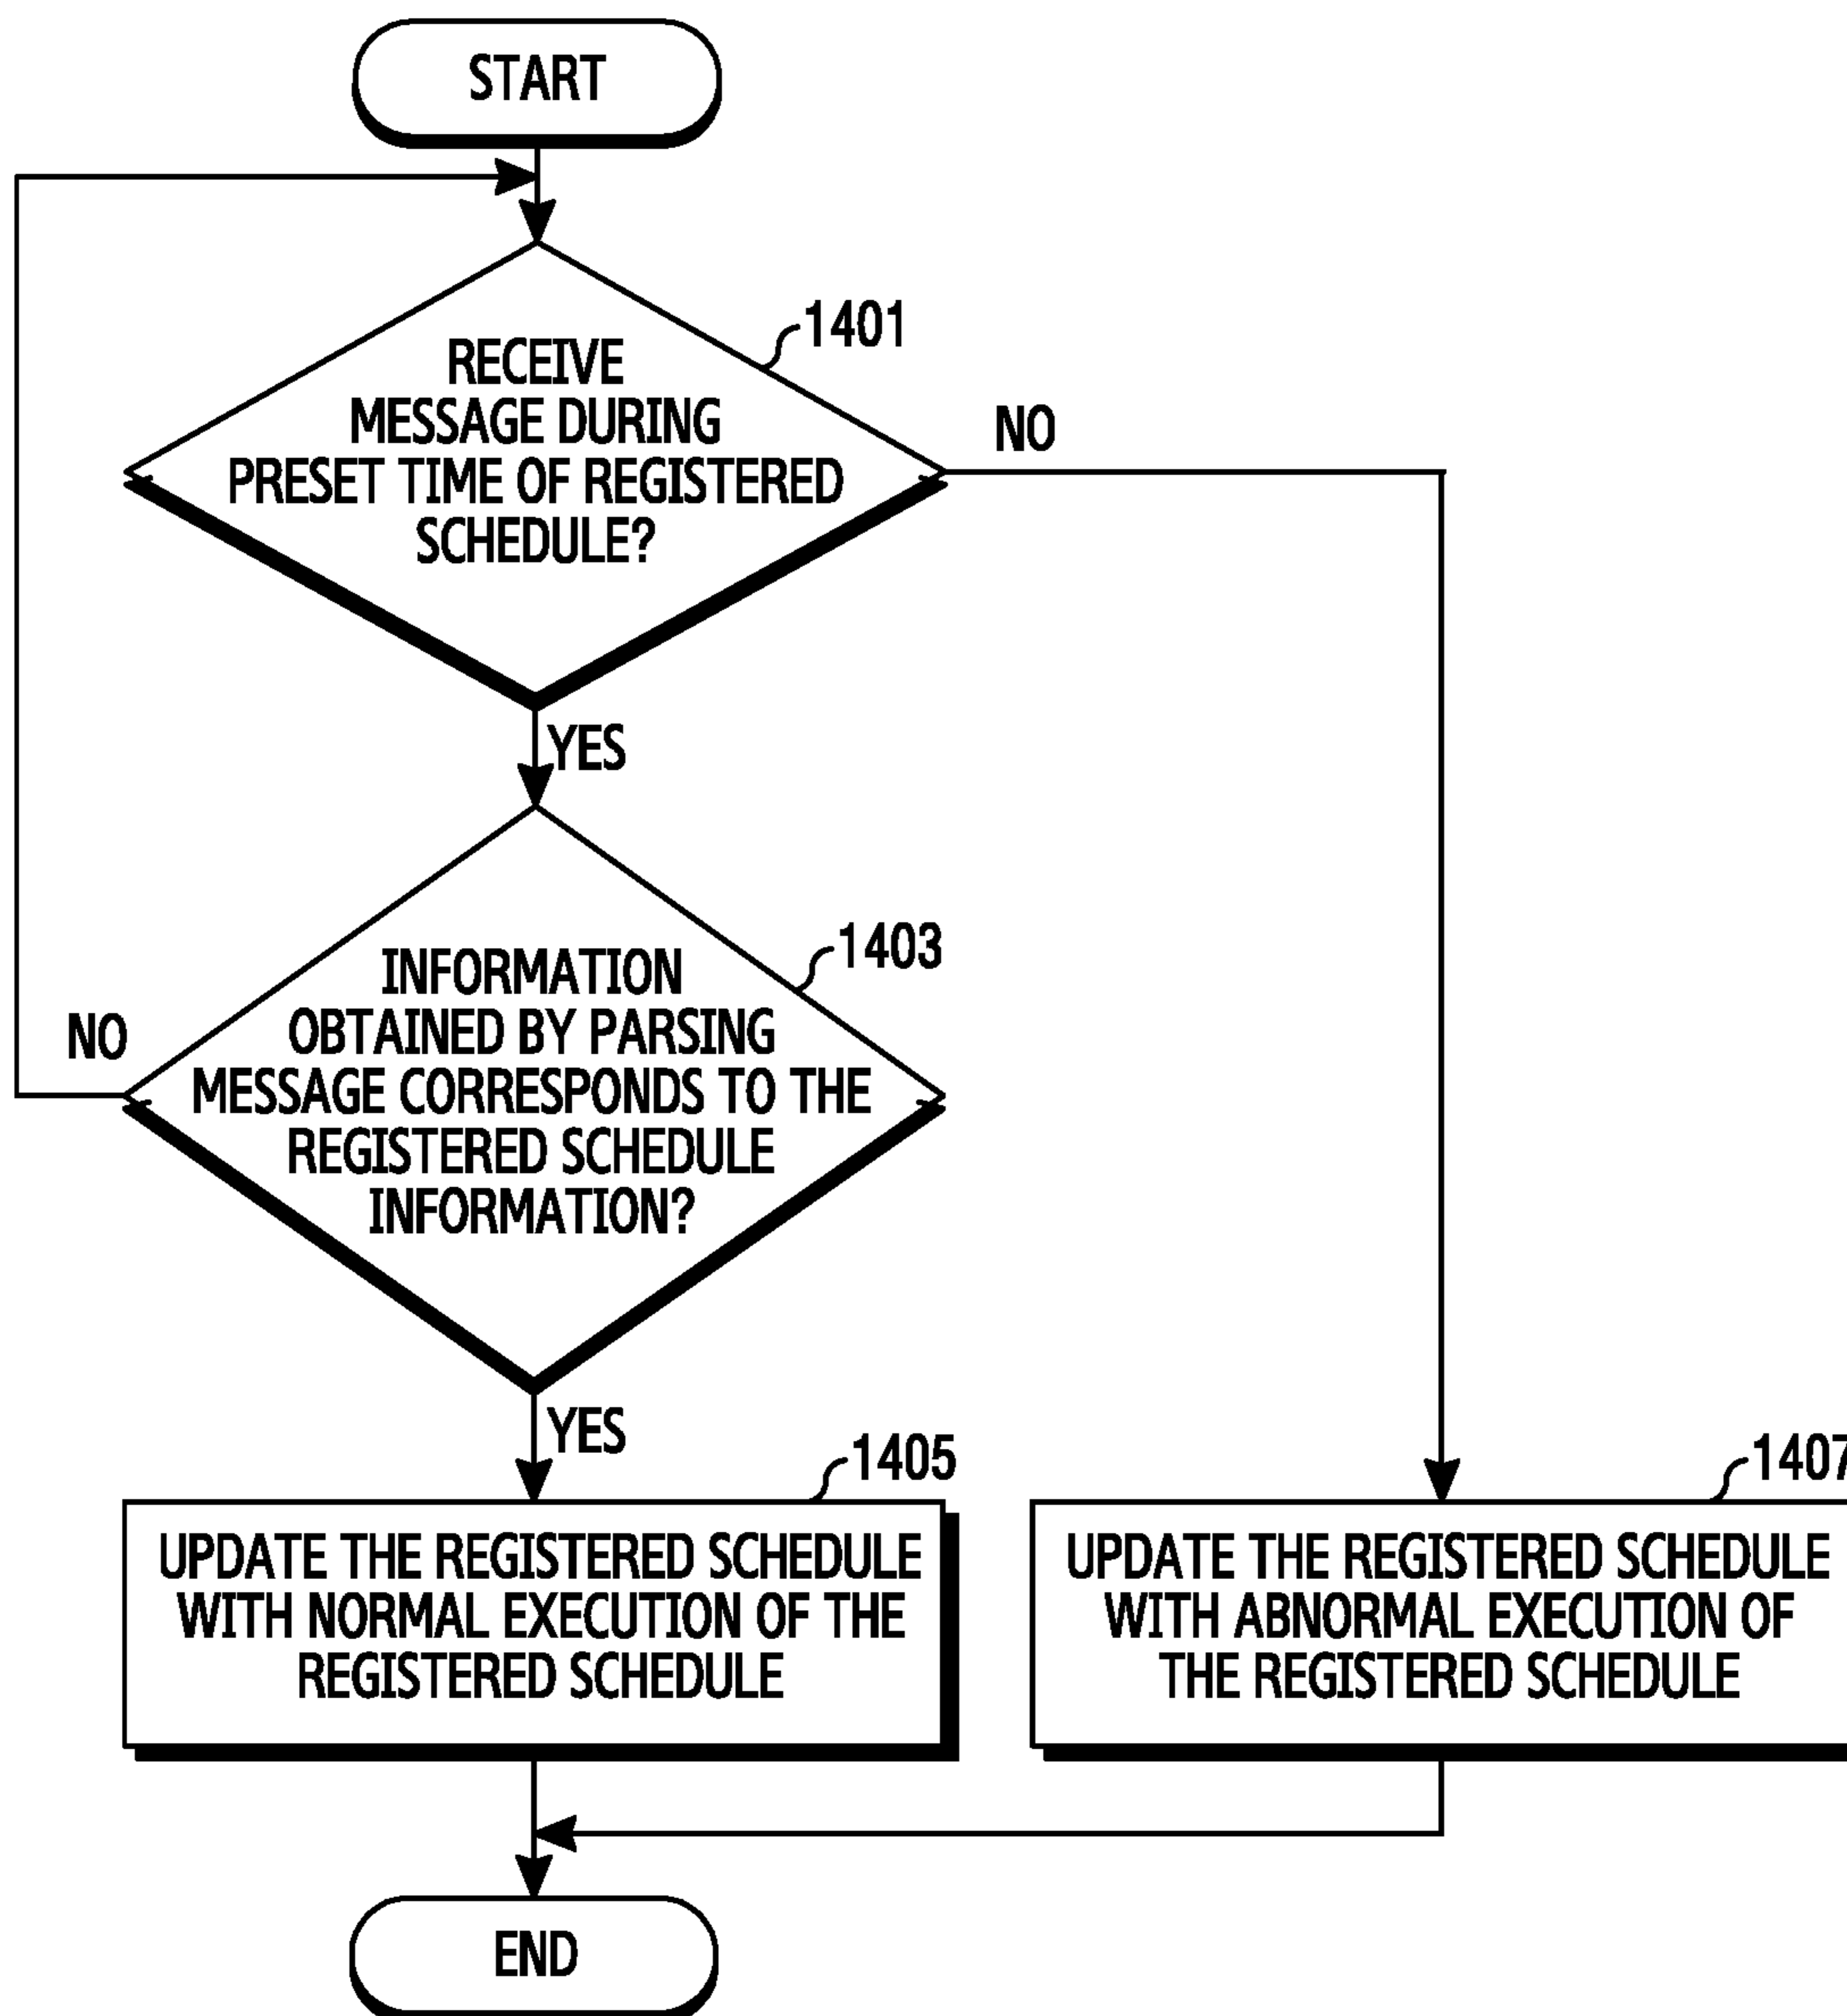 START
1401
RECEIVE
MESSAGE DURING
PRESET TIME OF REGISTERED
SCHEDULE?
NO
YES
1403
INFORMATION
OBTAINED BY PARSING
MESSAGE CORRESPONDS TO THE
REGISTERED SCHEDULE
INFORMATION?
NO
YES
1405
UPDATE THE REGISTERED SCHEDULE
WITH NORMAL EXECUTION OF THE
REGISTERED SCHEDULE
1407
UPDATE THE REGISTERED SCHEDULE
WITH ABNORMAL EXECUTION OF
THE REGISTERED SCHEDULE
END